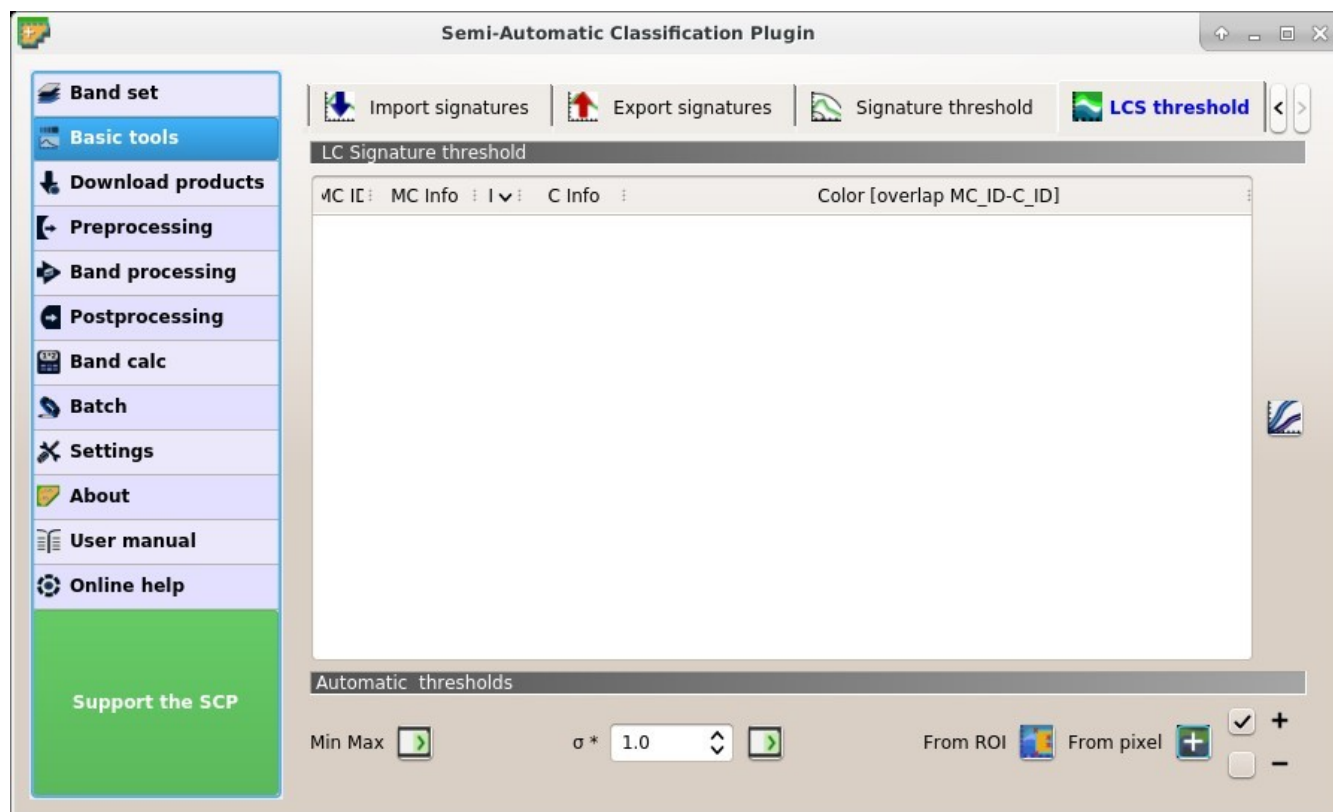 Semi-Automatic Classification Plugin
Band set
Basic tools
Download products
Preprocessing
Band processing
Postprocessing
Band calc
Batch
Settings
About
User manual
Online help
Support the SCP
Import signatures Export signatures Signature threshold LCS threshold < >
LC Signature threshold
MC Info C Info Color [overlap MC_ID-C_ID]
Automatic thresholds
Min Max σ * 1.0 From ROI From pixel +
−